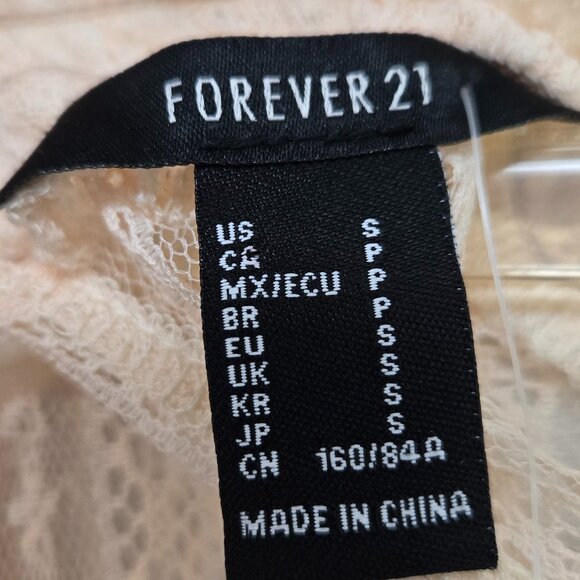 FOREVER 21
US S
CA P
MX/ECU P
BR P
EU S
UK S
KR S
JP S
CN 160/84A
MADE IN CHINA